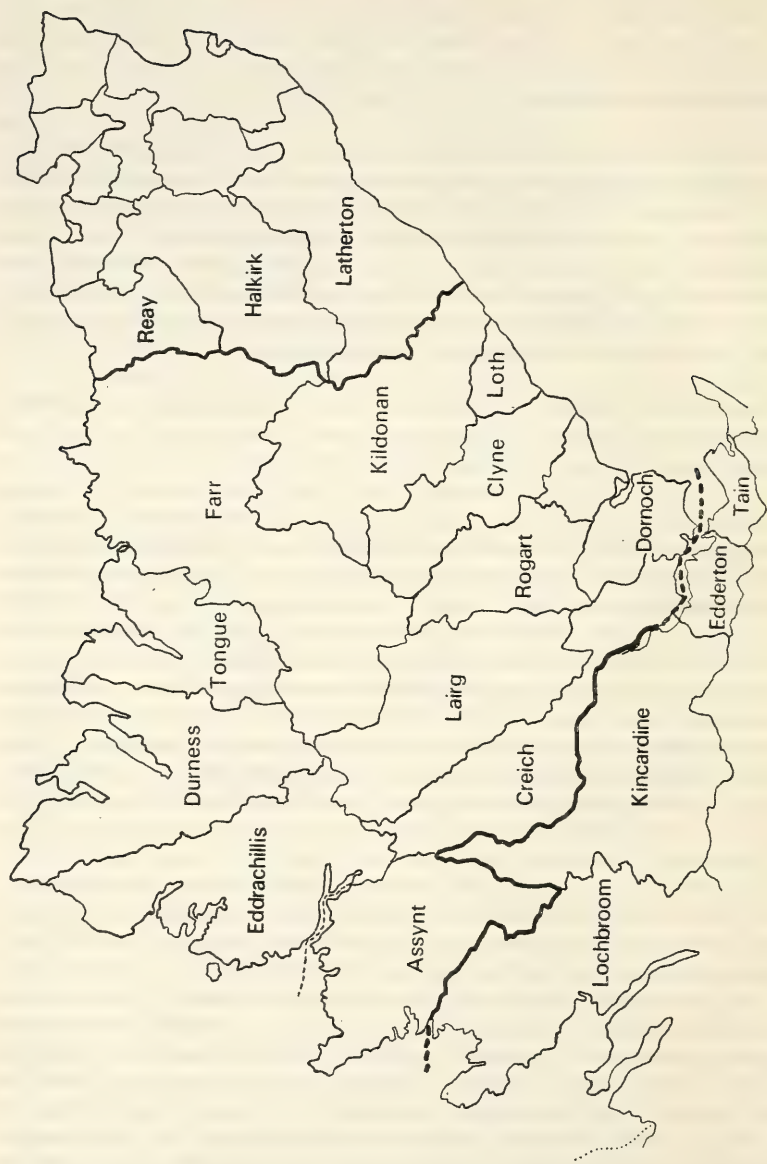 Reay
Halkirk
Latherton
Farr
Kildonan
Loth
Clyne
Tongue
Rogart
Dornoch
Tain
Edderton
Durness
Lairg
Creich
Kincardine
Eddrachillis
Assynt
Lochbroom